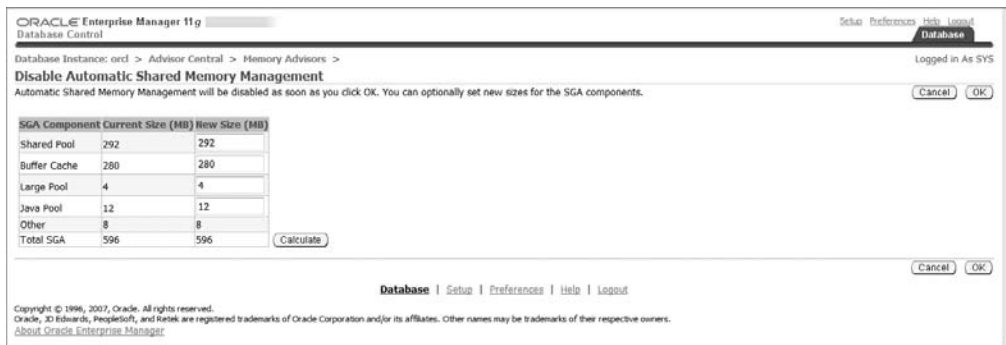 ORACLE Enterprise Manager 11g
Database Control
Setup Preferences Help Logout
Database
Database Instance: orcl > Advisor Central > Memory Advisors >
Logged in As SYS
Disable Automatic Shared Memory Management
Automatic Shared Memory Management will be disabled as soon as you click OK. You can optionally set new sizes for the SGA components.
Cancel OK
SGA Component Current Size (MB) New Size (MB)
Shared Pool 292 292
Buffer Cache 280 280
Large Pool 4 4
Java Pool 12 12
Other 8 8
Total SGA 596 596 Calculate
Cancel OK
Database | Setup | Preferences | Help | Logout
Copyright © 1996, 2007, Oracle. All rights reserved.
Oracle, JD Edwards, PeopleSoft, and Retek are registered trademarks of Oracle Corporation and/or its affiliates. Other names may be trademarks of their respective owners.
About Oracle Enterprise Manager